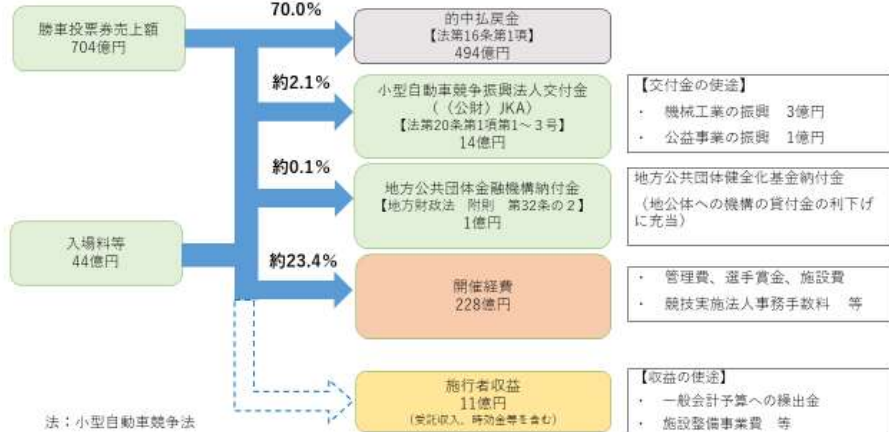 勝車投票券売上額
704億円
70.0%
的中払戻金
【法第16条第1項】
494億円
約2.1%
小型自動車競争振興法人交付金
(（公財）JKA)
【法第20条第1項第1～3号】
14億円
【交付金の使途】
・ 機械工業の振興 3億円
・ 公益事業の振興 1億円
約0.1%
地方公共団体金融機構納付金
【地方財政法 附則 第32条の2】
1億円
地方公共団体健全化基金納付金
（地公体への機構の貸付金の利下げ
に充当）
入場料等
44億円
約23.4%
開催経費
228億円
・ 管理費、選手賞金、施設費
・ 競技実施法人事務手数料 等
施行者収益
11億円
(受託収入、時効金等を含む)
【収益の使途】
・ 一般会計予算への繰出金
・ 施設整備事業費 等
法：小型自動車競争法